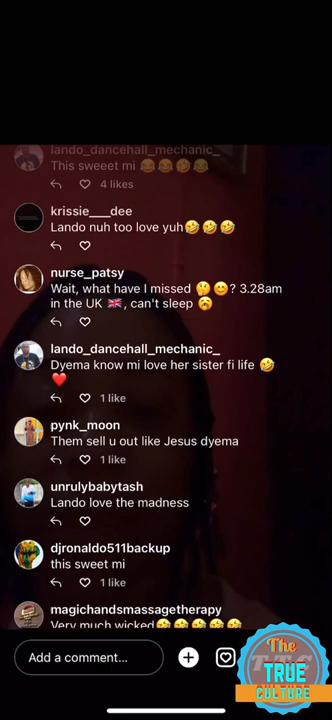 lando_dancehall_mechanic_
This sweeet mi 😂😂🤣😂
4 likes
krissie___dee
Lando nuh too love yuh🤣🤣🤣
nurse_patsy
Wait, what have I missed 🤔😊? 3.28am
in the UK 🇬🇧, can't sleep 🥱
lando_dancehall_mechanic_
Dyema know mi love her sister fi life 🤣
❤️
1 like
pynk_moon
Them sell u out like Jesus dyema
1 like
unrulybabytash
Lando love the madness
djronaldo511backup
this sweet mi
1 like
magichandsmassagetherapy
Very much wicked🤣🤣🤣🤣🤣
Add a comment...
The
T.T.C
TRUE
CULTURE